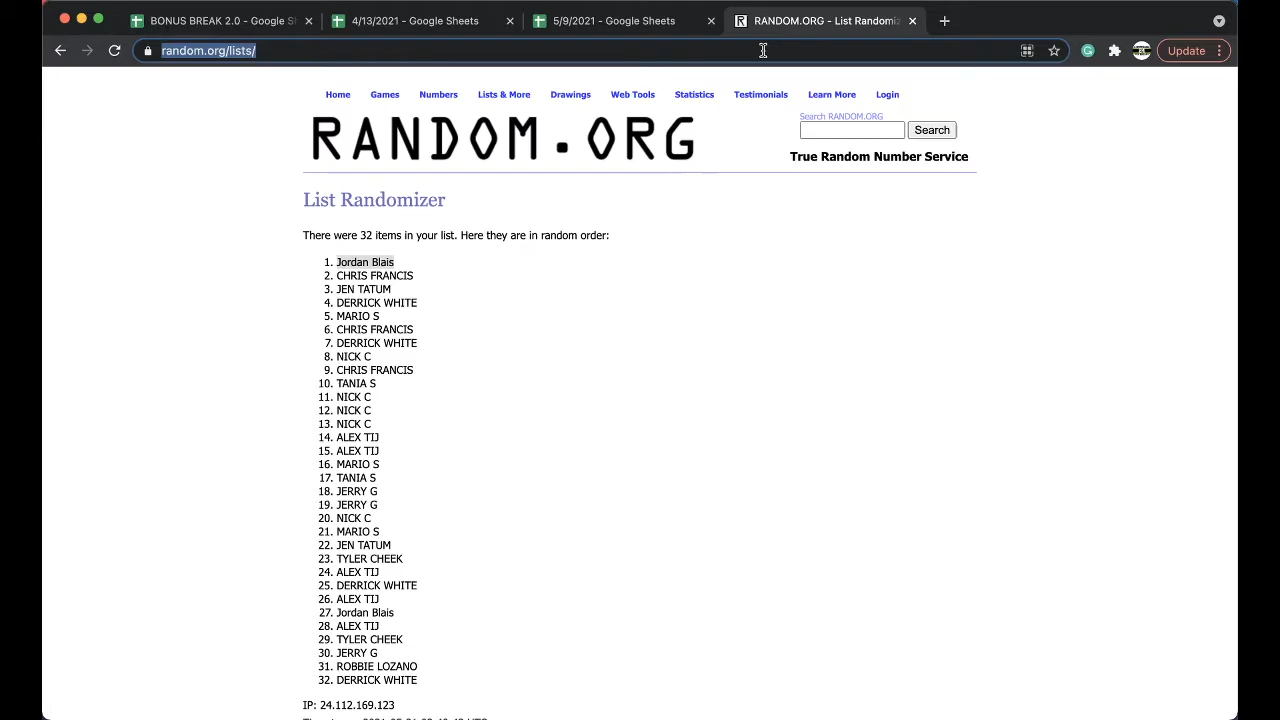 BONUS BREAK 2.0 - Google Sh
4/13/2021 - Google Sheets
5/9/2021 - Google Sheets
RANDOM.ORG - List Randomiz
random.org/lists/
Update
Home Games Numbers Lists & More Drawings Web Tools Statistics Testimonials Learn More Login
RANDOM.ORG
Search RANDOM.ORG
Search
True Random Number Service
List Randomizer
There were 32 items in your list. Here they are in random order:
1. Jordan Blais
2. CHRIS FRANCIS
3. JEN TATUM
4. DERRICK WHITE
5. MARIO S
6. CHRIS FRANCIS
7. DERRICK WHITE
8. NICK C
9. CHRIS FRANCIS
10. TANIA S
11. NICK C
12. NICK C
13. NICK C
14. ALEX TIJ
15. ALEX TIJ
16. MARIO S
17. TANIA S
18. JERRY G
19. JERRY G
20. NICK C
21. MARIO S
22. JEN TATUM
23. TYLER CHEEK
24. ALEX TIJ
25. DERRICK WHITE
26. ALEX TIJ
27. Jordan Blais
28. ALEX TIJ
29. TYLER CHEEK
30. JERRY G
31. ROBBIE LOZANO
32. DERRICK WHITE
IP: 24.112.169.123